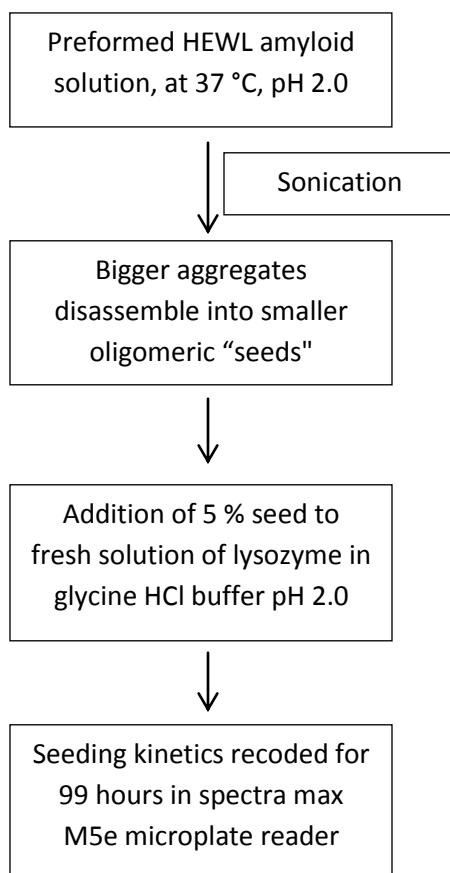 Preformed HEWL amyloid
solution, at 37 °C, pH 2.0
Sonication
Bigger aggregates
disassemble into smaller
oligomeric “seeds"
Addition of 5 % seed to
fresh solution of lysozyme in
glycine HCl buffer pH 2.0
Seeding kinetics recoded for
99 hours in spectra max
M5e microplate reader